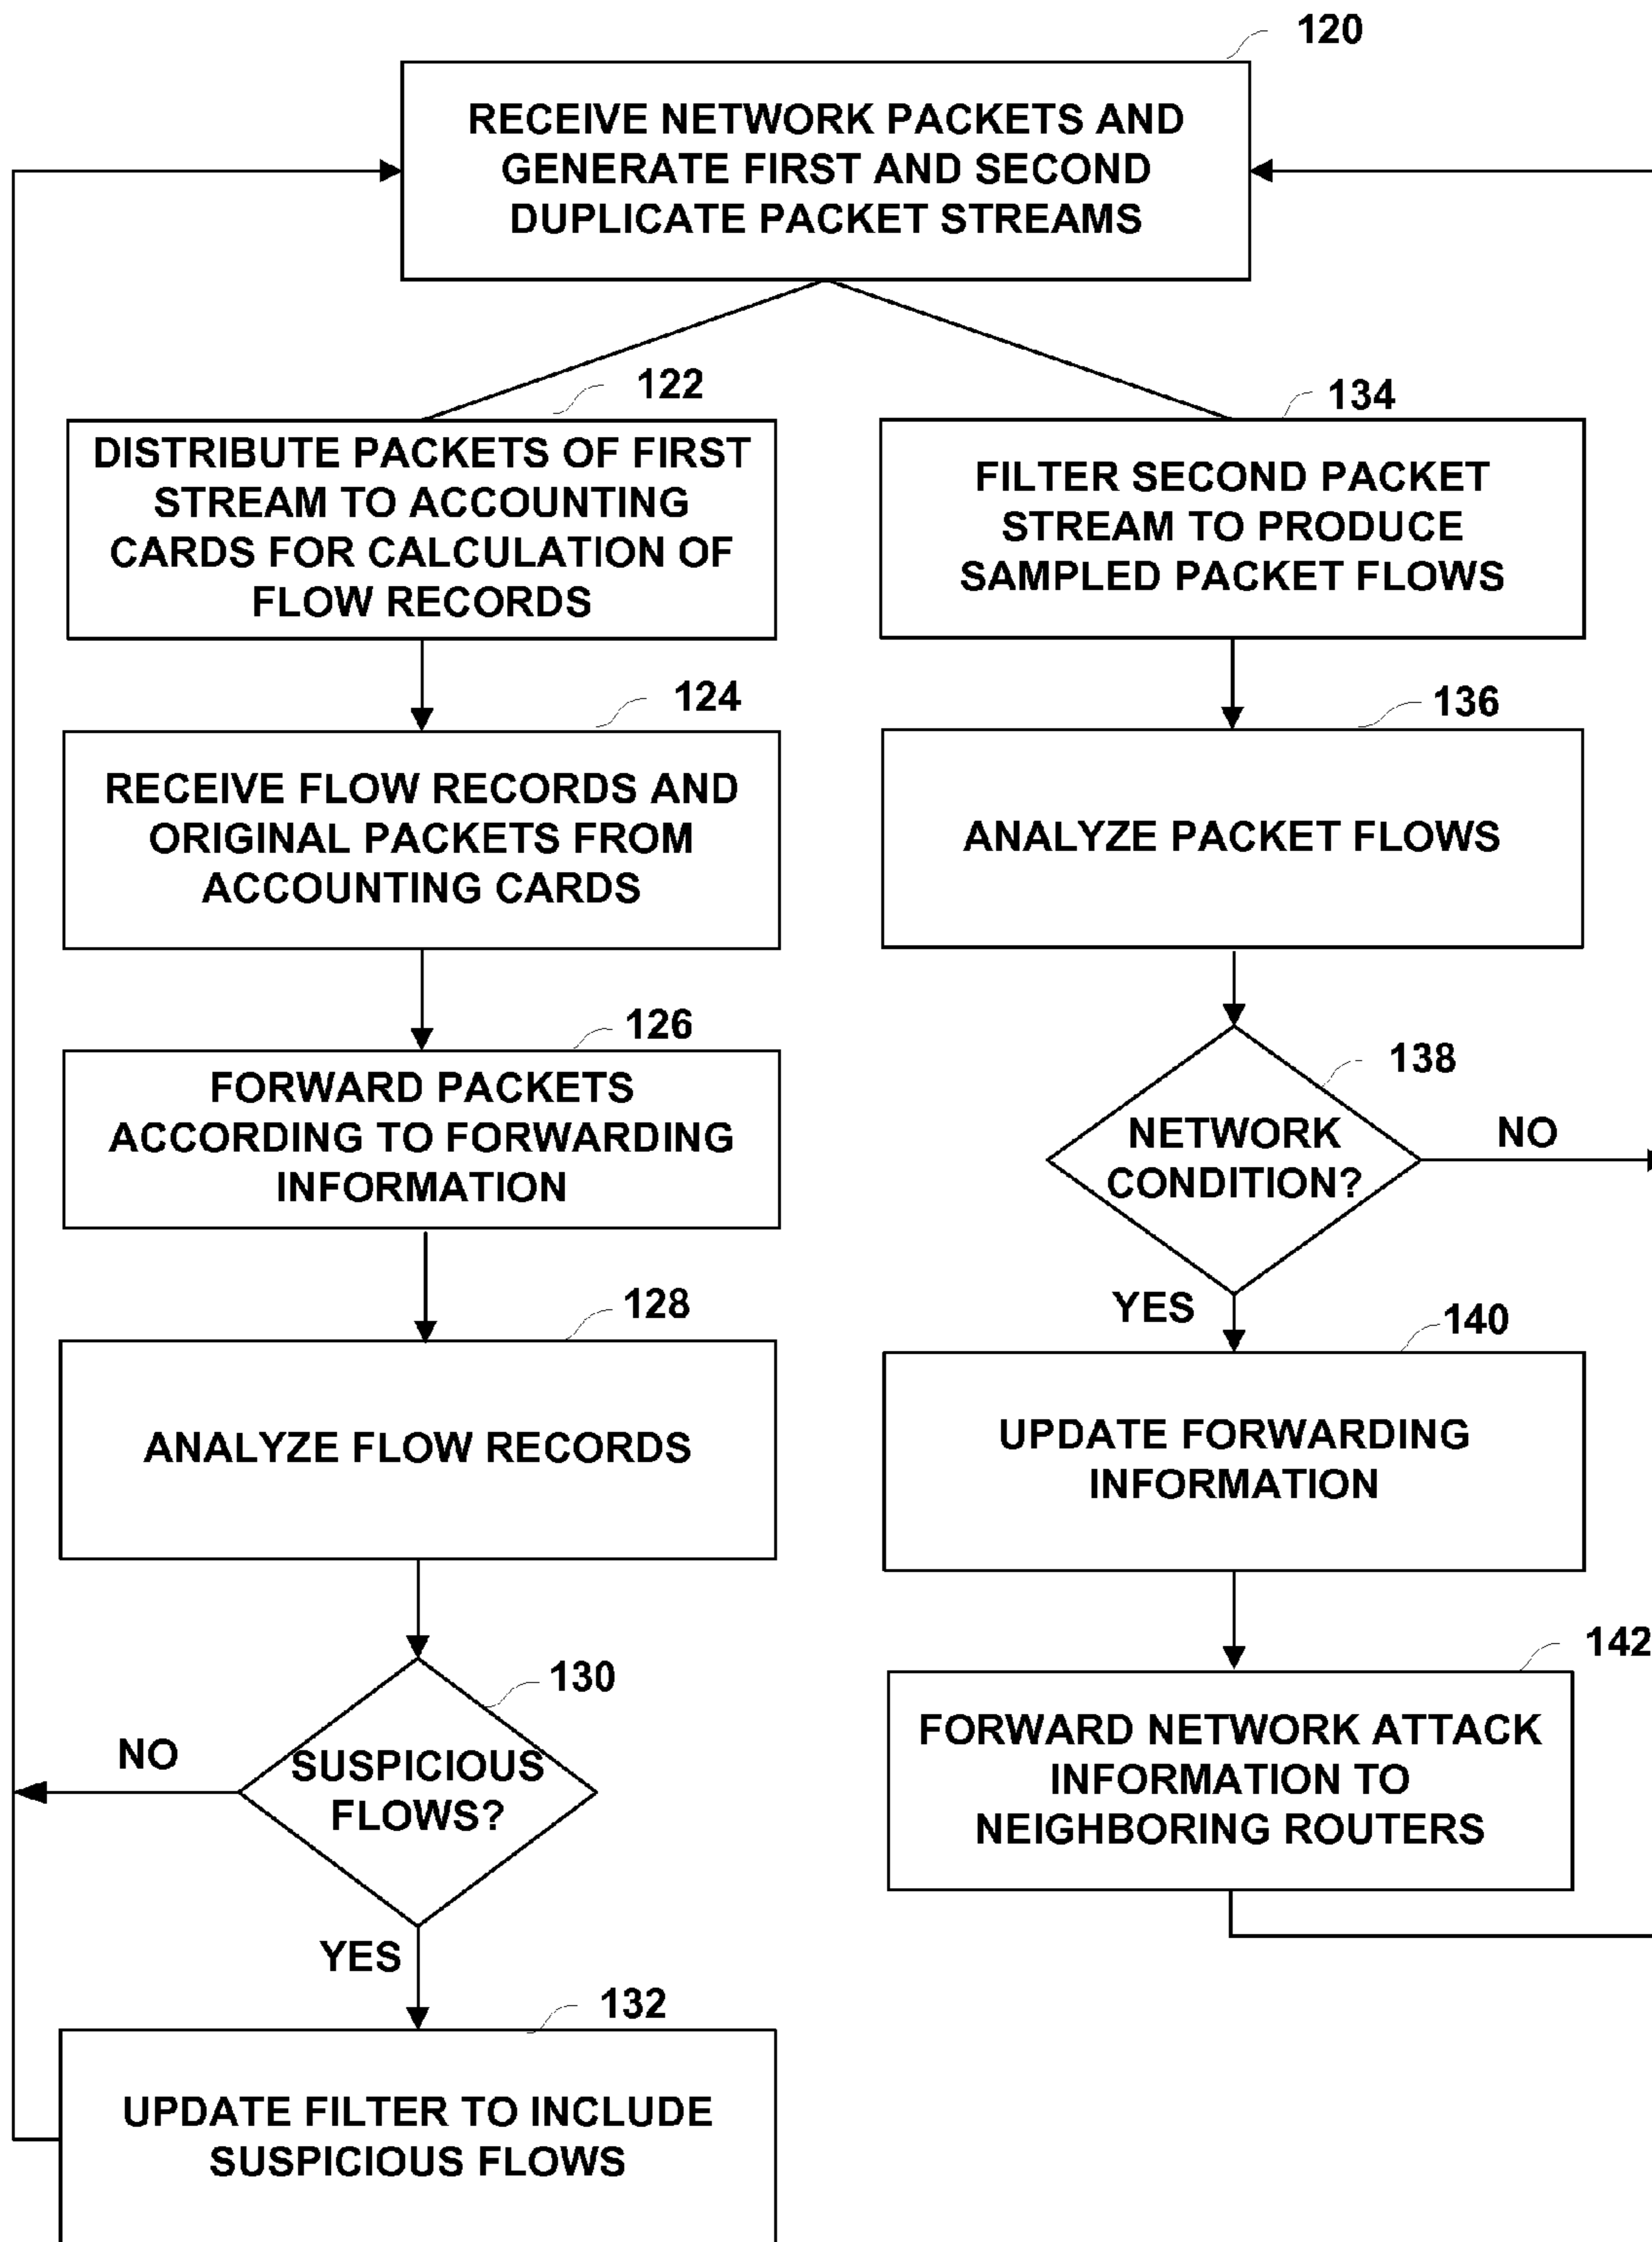 120
RECEIVE NETWORK PACKETS AND
GENERATE FIRST AND SECOND
DUPLICATE PACKET STREAMS
122
DISTRIBUTE PACKETS OF FIRST
STREAM TO ACCOUNTING
CARDS FOR CALCULATION OF
FLOW RECORDS
124
RECEIVE FLOW RECORDS AND
ORIGINAL PACKETS FROM
ACCOUNTING CARDS
126
FORWARD PACKETS
ACCORDING TO FORWARDING
INFORMATION
128
ANALYZE FLOW RECORDS
130
SUSPICIOUS
FLOWS?
NO
YES
132
UPDATE FILTER TO INCLUDE
SUSPICIOUS FLOWS
134
FILTER SECOND PACKET
STREAM TO PRODUCE
SAMPLED PACKET FLOWS
136
ANALYZE PACKET FLOWS
138
NETWORK
CONDITION?
NO
YES
140
UPDATE FORWARDING
INFORMATION
142
FORWARD NETWORK ATTACK
INFORMATION TO
NEIGHBORING ROUTERS